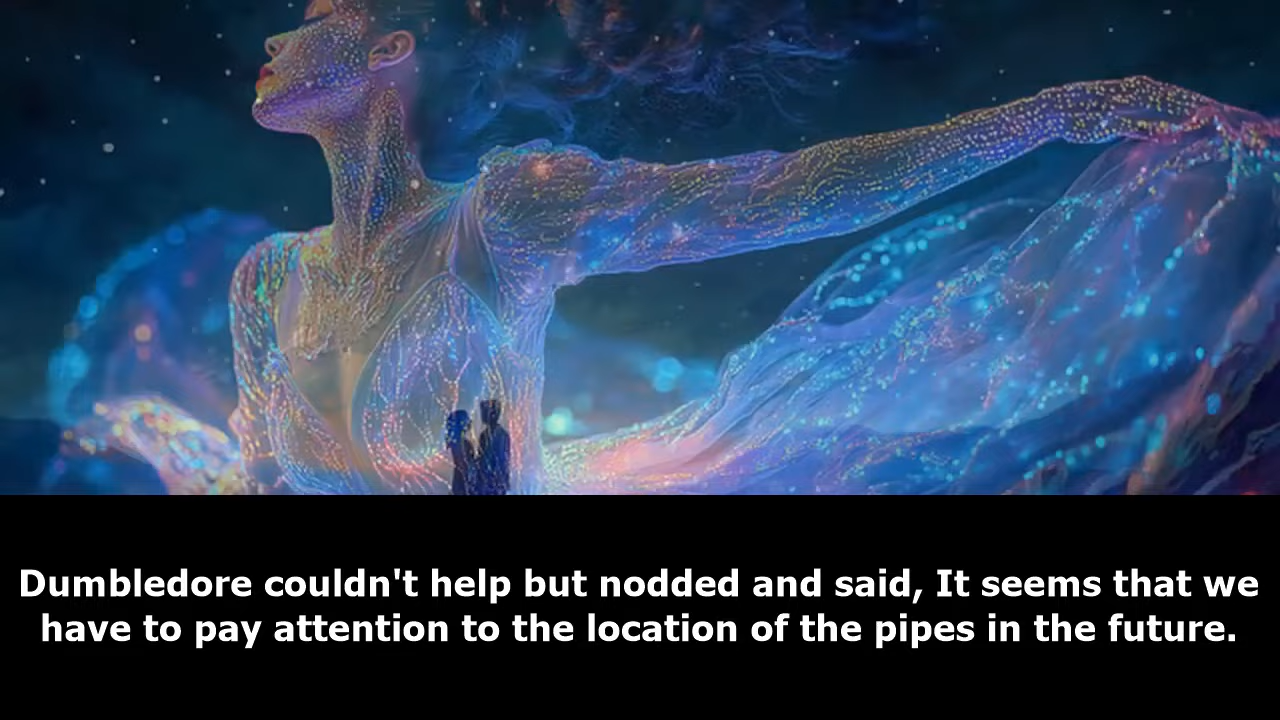 Dumbledore couldn't help but nodded and said, It seems that we
have to pay attention to the location of the pipes in the future.